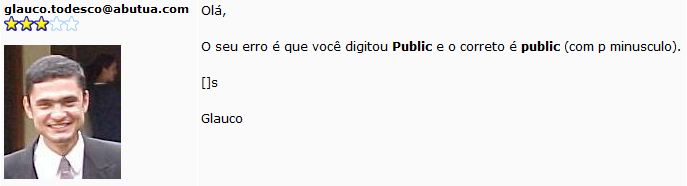 glauco.todesco@abutua.com
Olá,
O seu erro é que você digitou Public e o correto é public (com p minusculo).
[]s
Glauco